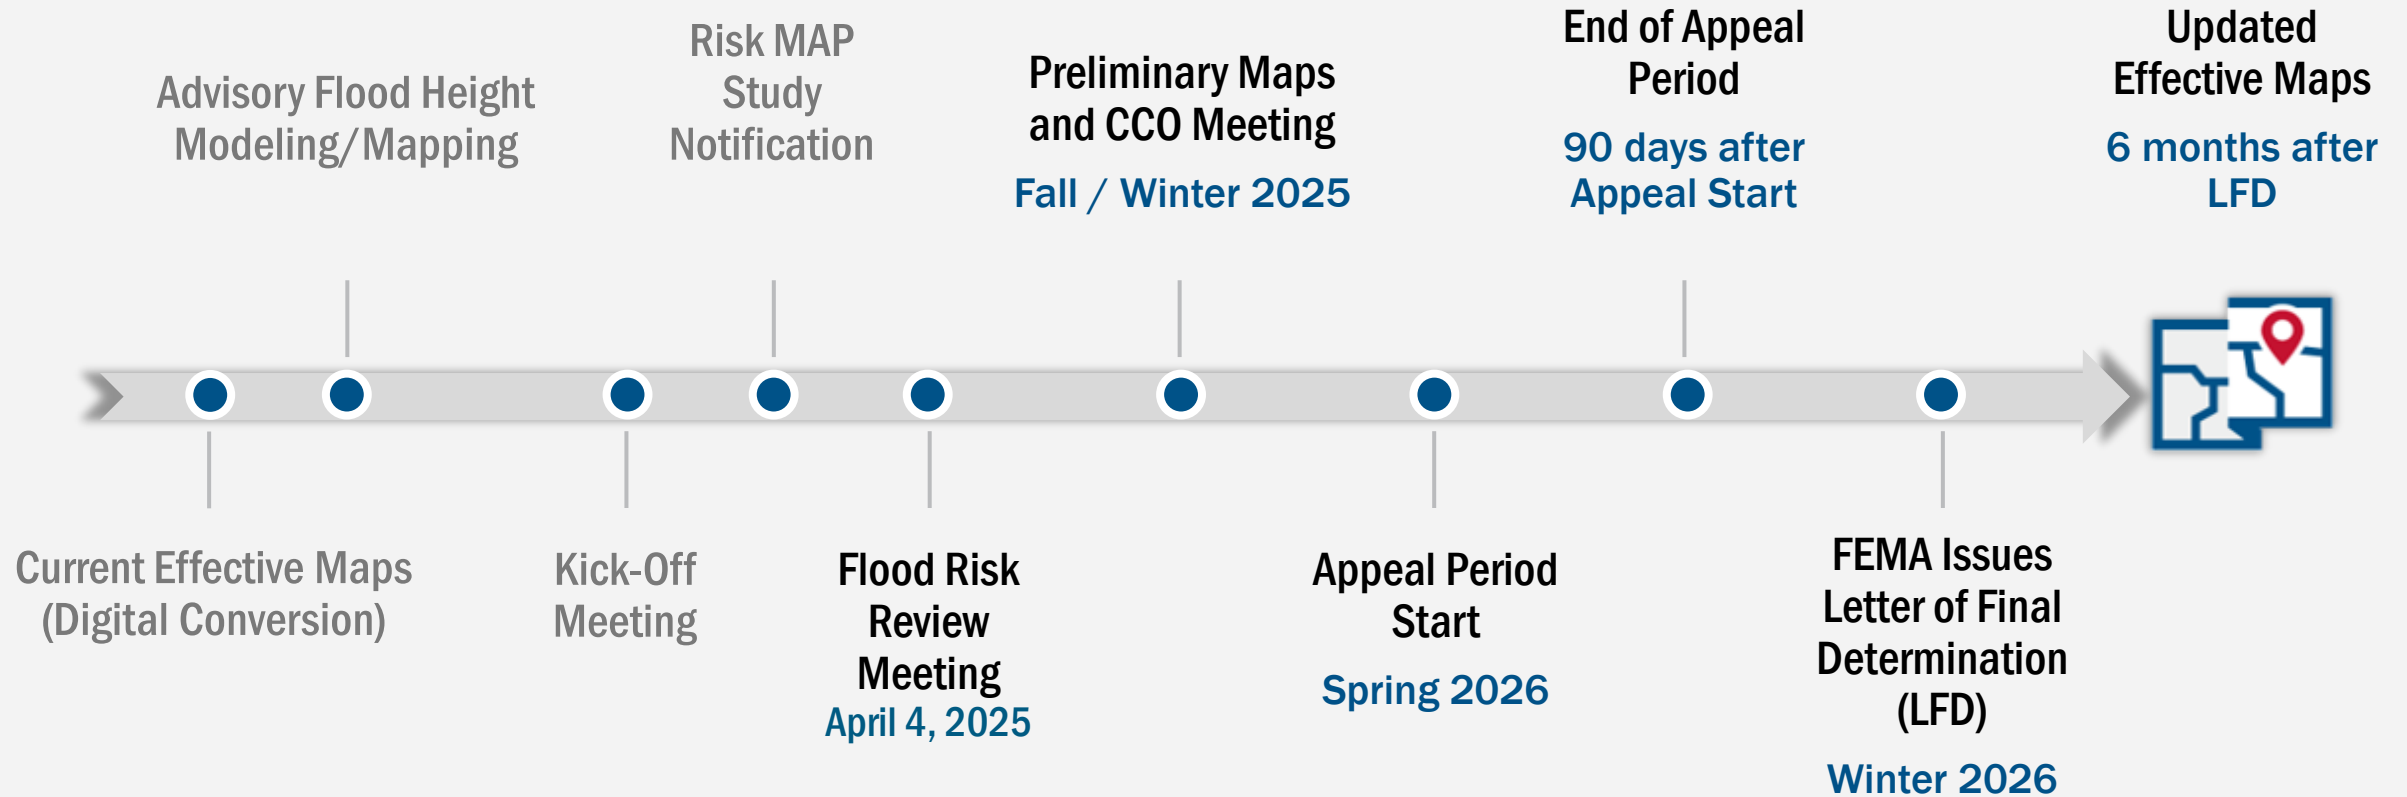 Risk MAP
Study
Notification
Advisory Flood Height
Modeling/Mapping
Preliminary Maps
and CCO Meeting
Fall / Winter 2025
End of Appeal
Period
90 days after
Appeal Start
Updated
Effective Maps
6 months after
LFD
Current Effective Maps
(Digital Conversion)
Kick-Off
Meeting
Flood Risk
Review
Meeting
April 4, 2025
Appeal Period
Start
Spring 2026
FEMA Issues
Letter of Final
Determination
(LFD)
Winter 2026